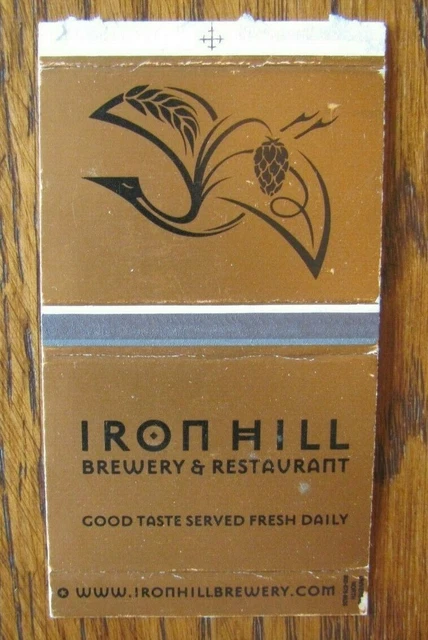 IRON HILL
BREWERY & RESTAURANT
GOOD TASTE SERVED FRESH DAILY
WWW.IRONHILLBREWERY.COM